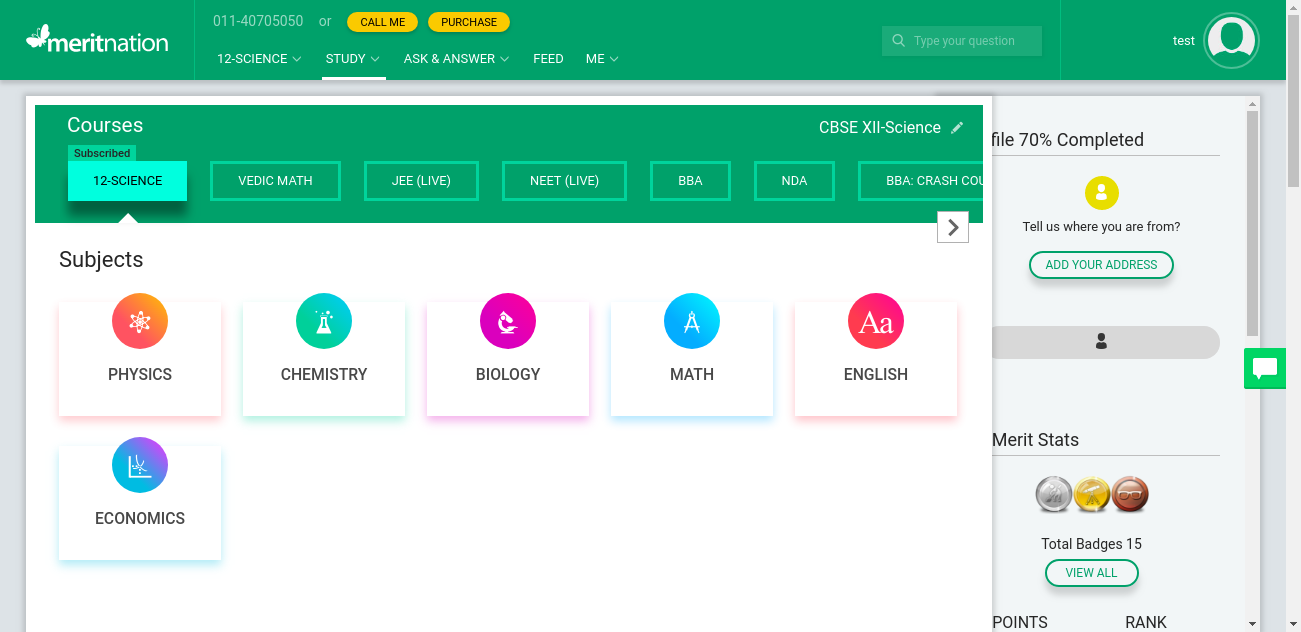 011-40705050 or CALL ME PURCHASE
meritnation
Type your question
test
12-SCIENCE STUDY ASK & ANSWER FEED ME
Courses
CBSE XII-Science
Subscribed
12-SCIENCE VEDIC MATH JEE (LIVE) NEET (LIVE) BBA NDA BBA: CRASH COU
Subjects
PHYSICS CHEMISTRY BIOLOGY MATH Aa ENGLISH
ECONOMICS
file 70% Completed
Tell us where you are from?
ADD YOUR ADDRESS
Merit Stats
Total Badges 15
VIEW ALL
POINTS RANK